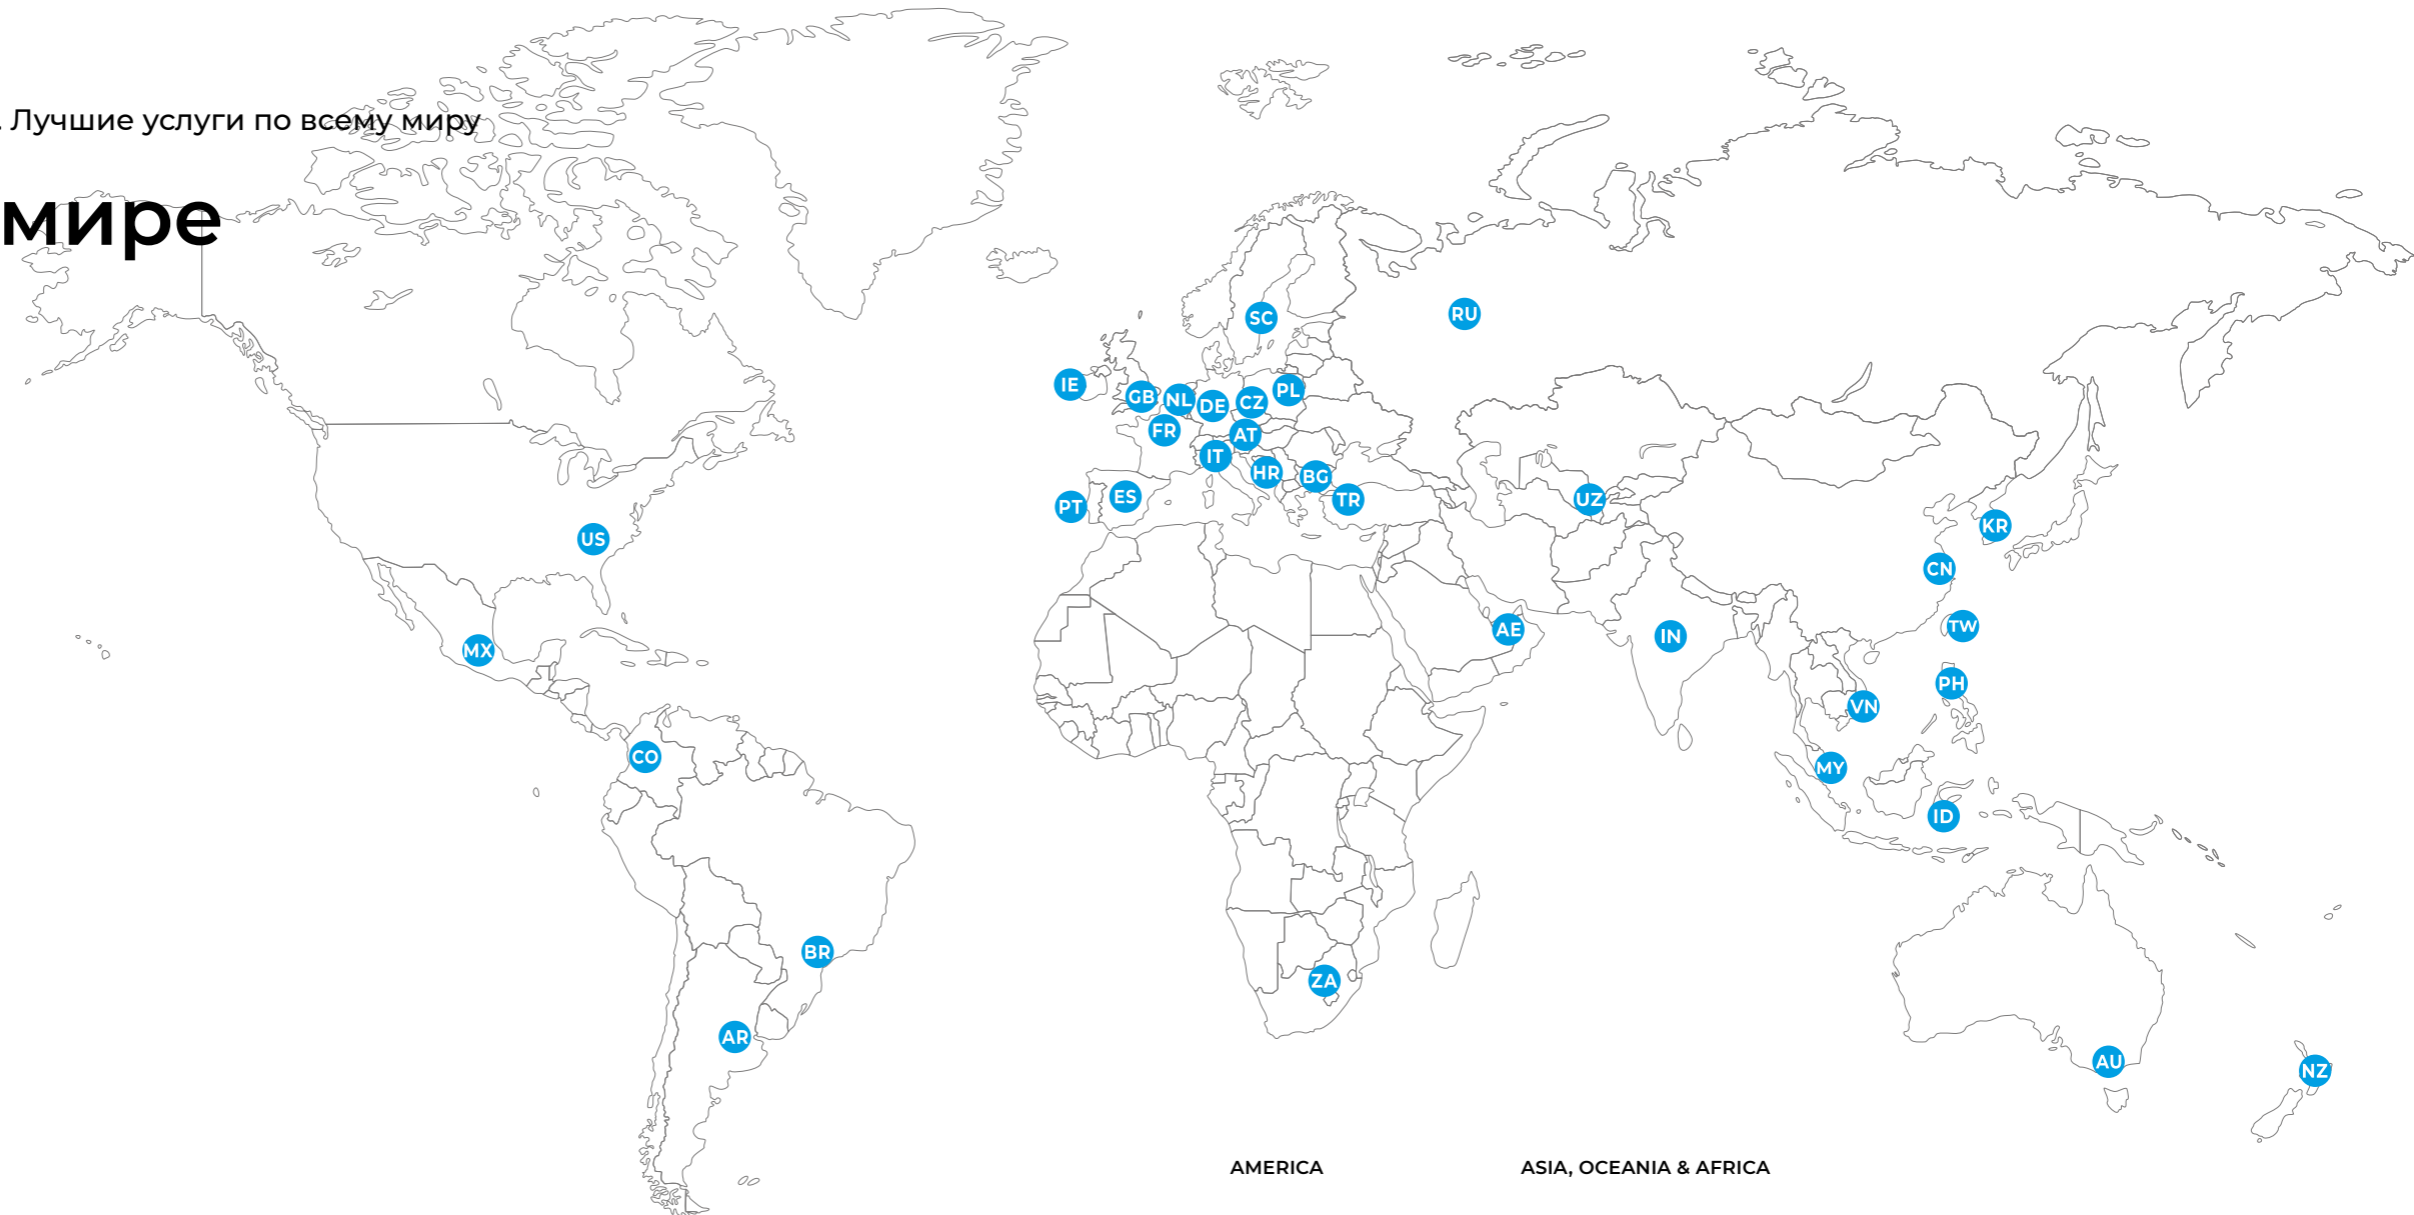 . Лучшие услуги по всему миру
мире
SC
RU
IE
GB
NL
DE
CZ
PL
FR
AT
IT
HR
BG
PT
ES
TR
UZ
US
KR
CN
MX
AE
IN
TW
PH
VN
CO
MY
ID
BR
ZA
AR
AU
NZ
AMERICA
ASIA, OCEANIA & AFRICA